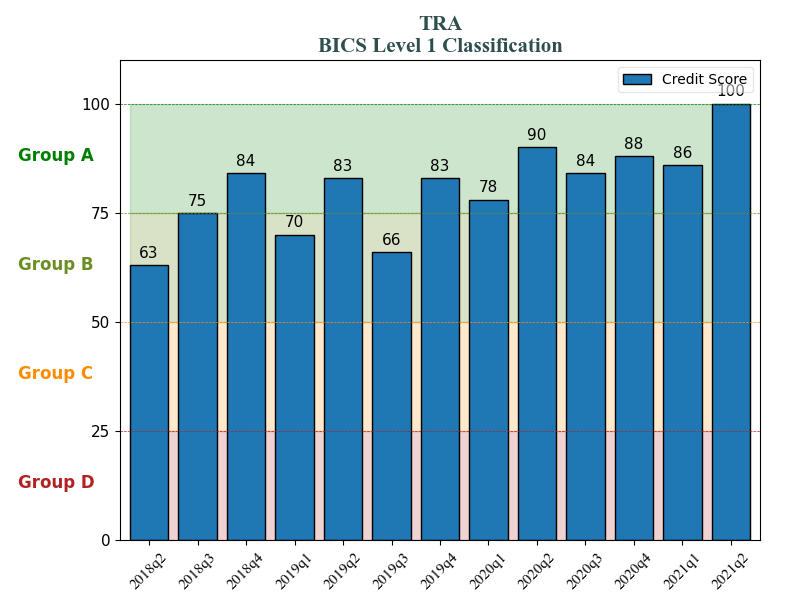 TRA
BICS Level 1 Classification
Credit Score
100
75
50
25
0
Group A
Group B
Group C
Group D
63
75
84
70
83
66
83
78
90
84
88
86
100
2018q2
2018q3
2018q4
2019q1
2019q2
2019q3
2019q4
2020q1
2020q2
2020q3
2020q4
2021q1
2021q2